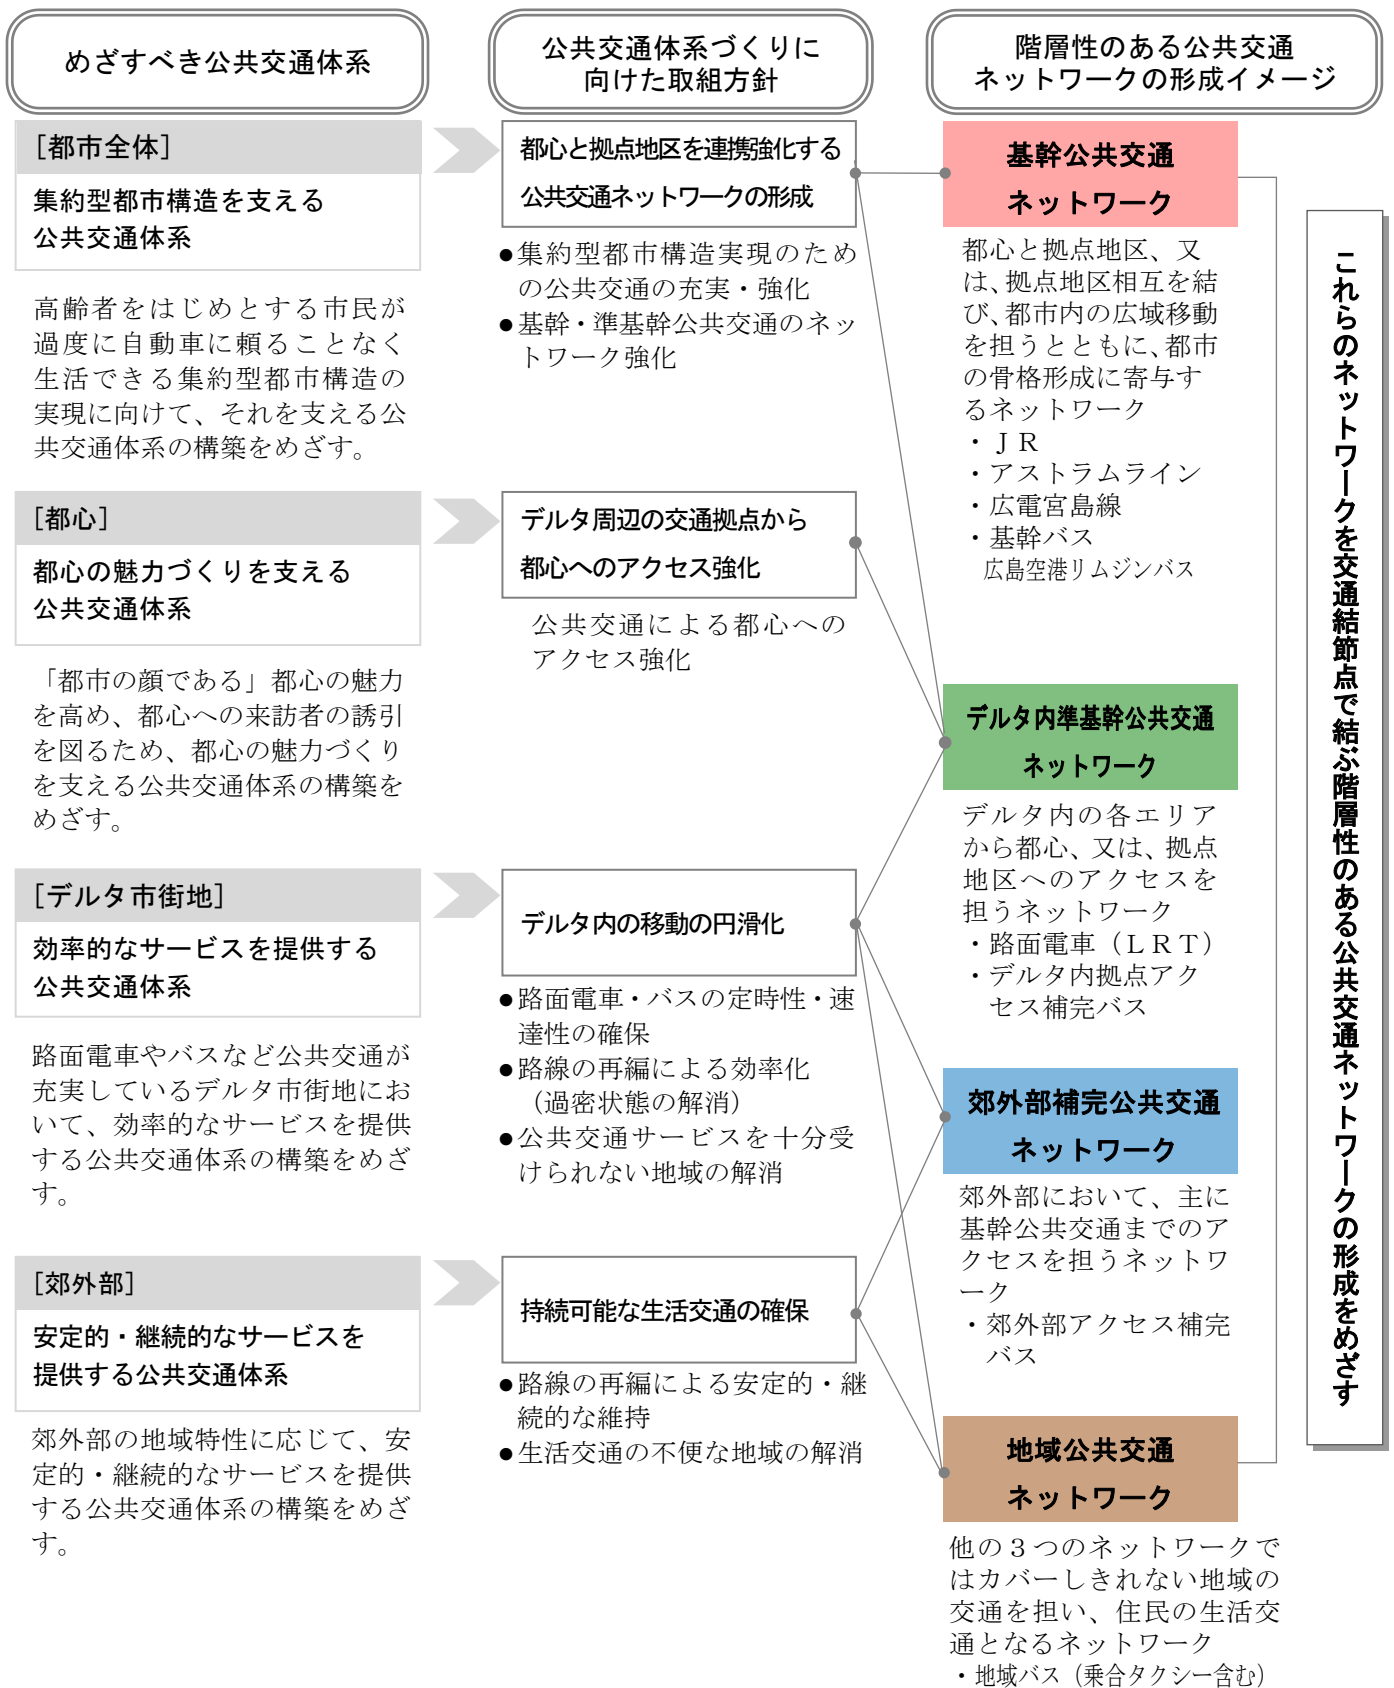 めざすべき公共交通体系
公共交通体系づくりに
向けた取組方針
階層性のある公共交通
ネットワークの形成イメージ
［都市全体］
集約型都市構造を支える
公共交通体系
高齢者をはじめとする市民が
過度に自動車に頼ることなく
生活できる集約型都市構造の
実現に向けて、それを支える公
共交通体系の構築をめざす。
［都心］
都心の魅力づくりを支える
公共交通体系
「都市の顔である」都心の魅力
を高め、都心への来訪者の誘引
を図るため、都心の魅力づくり
を支える公共交通体系の構築を
めざす。
［デルタ市街地］
効率的なサービスを提供する
公共交通体系
路面電車やバスなど公共交通が
充実しているデルタ市街地にお
いて、効率的なサービスを提供
する公共交通体系の構築をめざ
す。
［郊外部］
安定的・継続的なサービスを
提供する公共交通体系
郊外部の地域特性に応じて、安
定的・継続的なサービスを提供
する公共交通体系の構築をめざ
す。
都心と拠点地区を連携強化する
公共交通ネットワークの形成
●集約型都市構造実現のため
の公共交通の充実・強化
●基幹・準基幹公共交通のネッ
トワーク強化
デルタ周辺の交通拠点から
都心へのアクセス強化
公共交通による都心への
アクセス強化
デルタ内の移動の円滑化
●路面電車・バスの定時性・速
達性の確保
●路線の再編による効率化
（過密状態の解消）
●公共交通サービスを十分受
けられない地域の解消
持続可能な生活交通の確保
●路線の再編による安定的・継
続的な維持
●生活交通の不便な地域の解消
基幹公共交通
ネットワーク
都心と拠点地区、又
は、拠点地区相互を結
び、都市内の広域移動
を担うとともに、都市
の骨格形成に寄与す
るネットワーク
・ＪＲ
・アストラムライン
・広電宮島線
・基幹バス
広島空港リムジンバス
デルタ内準基幹公共交通
ネットワーク
デルタ内の各エリア
から都心、又は、拠点
地区へのアクセスを
担うネットワーク
・路面電車（ＬＲＴ）
・デルタ内拠点アク
セス補完バス
郊外部補完公共交通
ネットワーク
郊外部において、主に
基幹公共交通までのア
クセスを担うネットワ
ーク
・郊外部アクセス補完
バス
地域公共交通
ネットワーク
他の３つのネットワークで
はカバーしきれない地域の
交通を担い、住民の生活交
通となるネットワーク
・地域バス（乗合タクシー含む）
これらのネットワークを交通結節点で結ぶ階層性のある公共交通ネットワークの形成をめざす